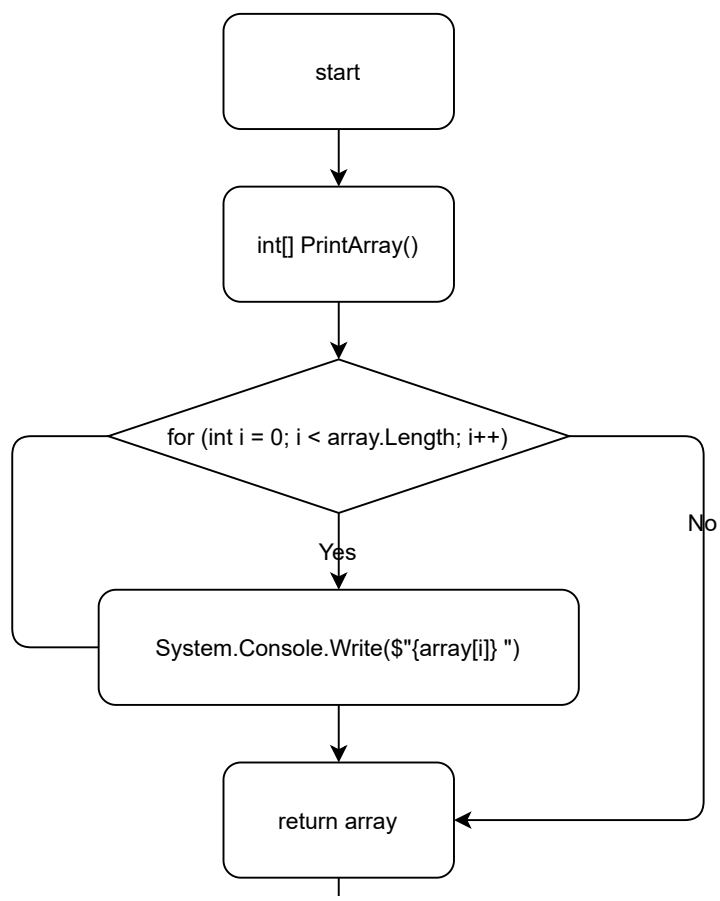 start
int[] PrintArray()
for (int i = 0; i < array.Length; i++)
No
Yes
System.Console.Write($"{array[i]} ")
return array